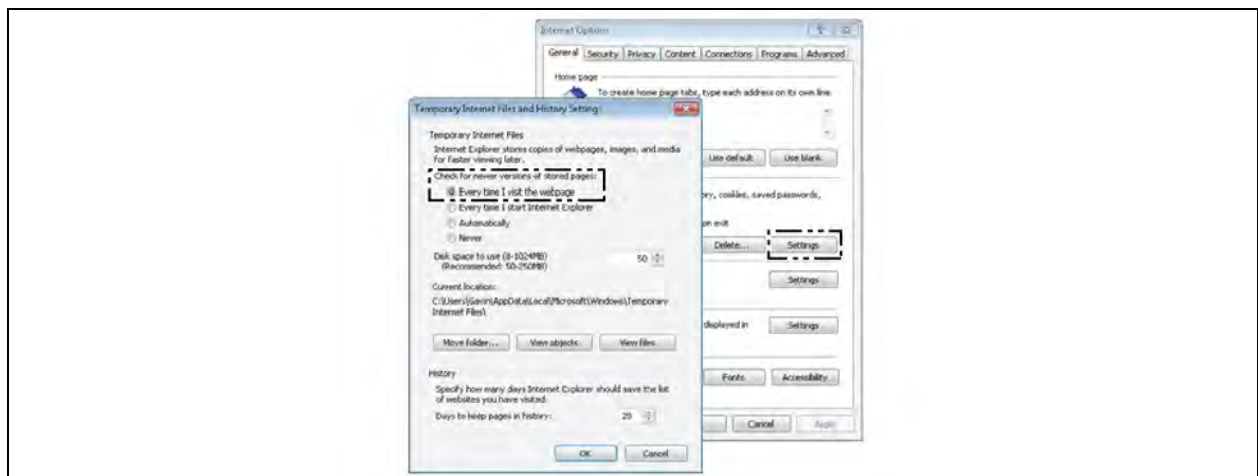 Internet Options
General Security Privacy Content Connections Programs Advanced
Home page
To create home page tabs, type each address on its own line.
Use default Use blank
ory, cookies, saved passwords,
on exit
Delete... Settings
Settings
displayed in Settings
Fonts Accessibility
Cancel Apply
Temporary Internet Files and History Settings
Temporary Internet Files
Internet Explorer stores copies of webpages, images, and media
for faster viewing later.
Check for newer versions of stored pages:
Every time I visit the webpage
Every time I start Internet Explorer
Automatically
Never
Disk space to use (8-1024MB) 50
(Recommended: 50-250MB)
Current location:
C:\Users\Gavin\AppData\Local\Microsoft\Windows\Temporary
Internet Files\
Move folder... View objects View files
History
Specify how many days Internet Explorer should save the list
of websites you have visited.
Days to keep pages in history: 20
OK Cancel